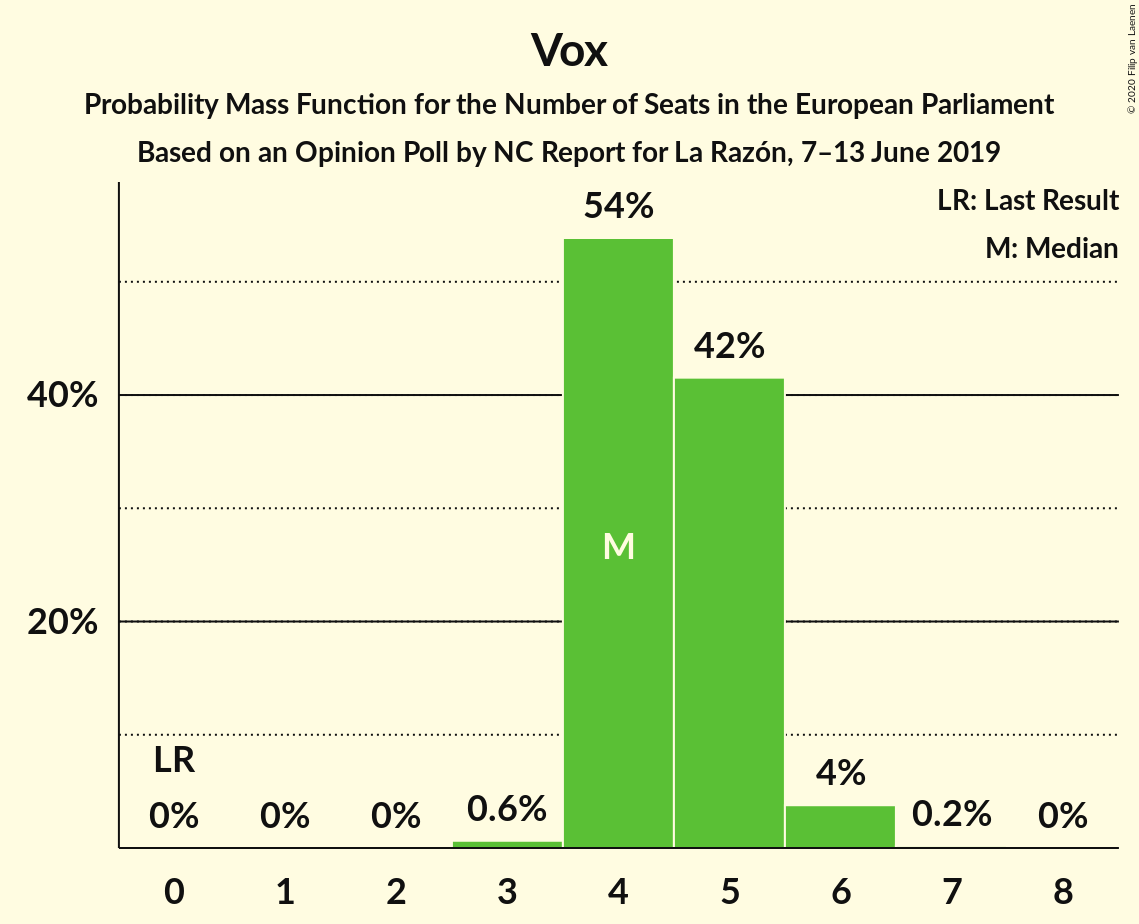 Vox
Probability Mass Function for the Number of Seats in the European Parliament
Based on an Opinion Poll by NC Report for La Razón, 7–13 June 2019
© 2020 Filip van Laenen
LR: Last Result
M: Median
54%
42%
40%
M
20%
LR
0%
0%
0%
0.6%
4%
0.2%
0%
0
1
2
3
4
5
6
7
8